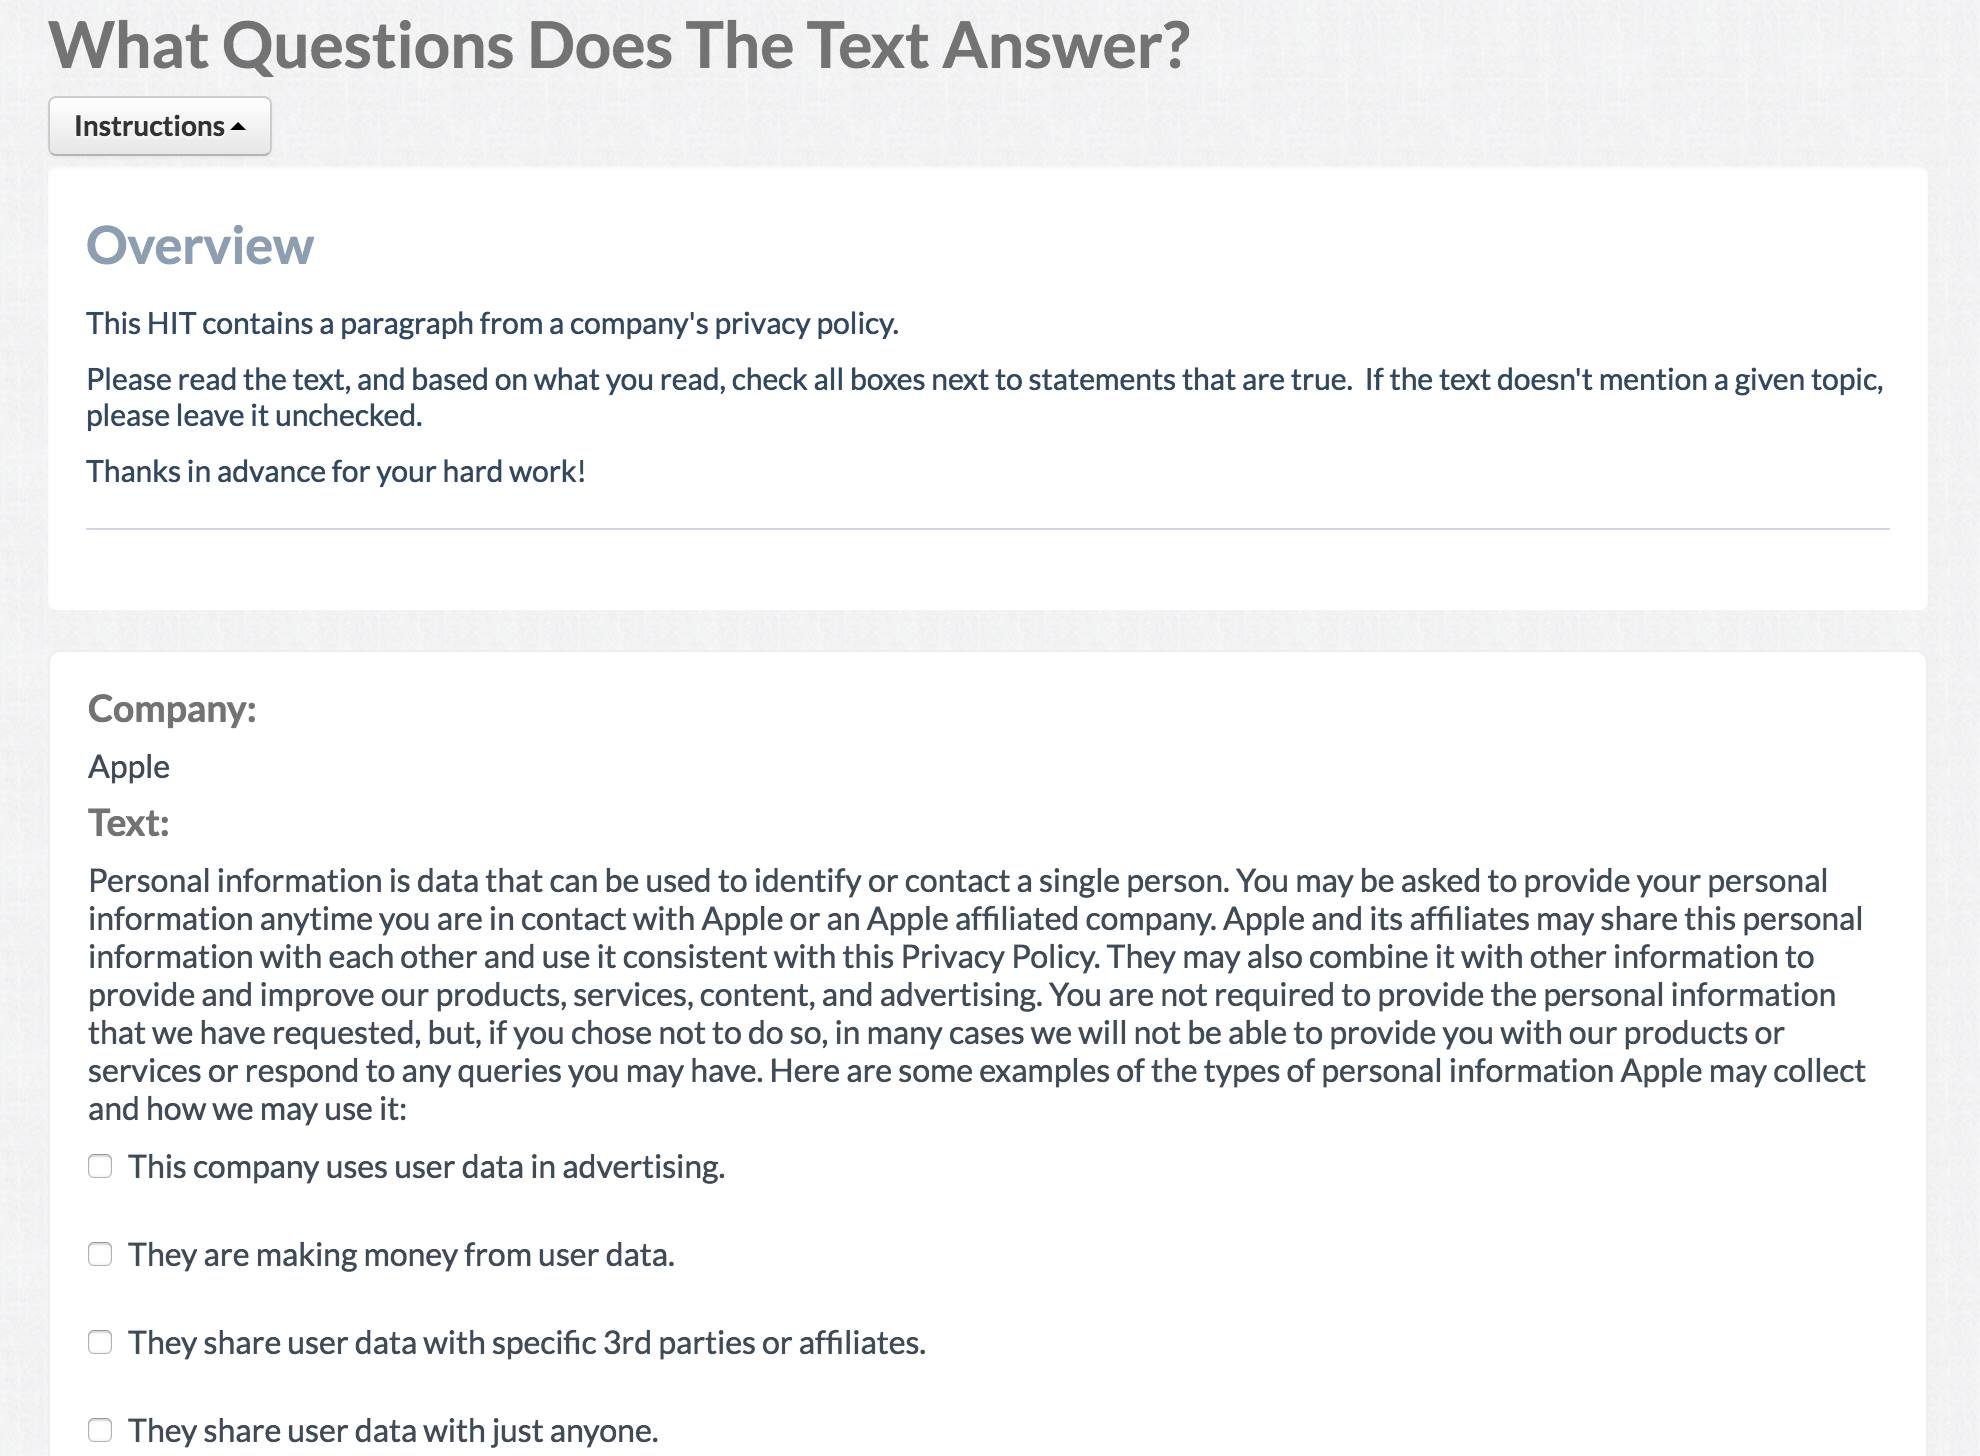 What Questions Does The Text Answer?
Instructions
Overview
This HIT contains a paragraph from a company's privacy policy.
Please read the text, and based on what you read, check all boxes next to statements that are true.  If the text doesn't mention a given topic,
please leave it unchecked.
Thanks in advance for your hard work!
Company:
Apple
Text:
Personal information is data that can be used to identify or contact a single person. You may be asked to provide your personal
information anytime you are in contact with Apple or an Apple affiliated company. Apple and its affiliates may share this personal
information with each other and use it consistent with this Privacy Policy. They may also combine it with other information to
provide and improve our products, services, content, and advertising. You are not required to provide the personal information
that we have requested, but, if you chose not to do so, in many cases we will not be able to provide you with our products or
services or respond to any queries you may have. Here are some examples of the types of personal information Apple may collect
and how we may use it:
This company uses user data in advertising.
They are making money from user data.
They share user data with specific 3rd parties or affiliates.
They share user data with just anyone.